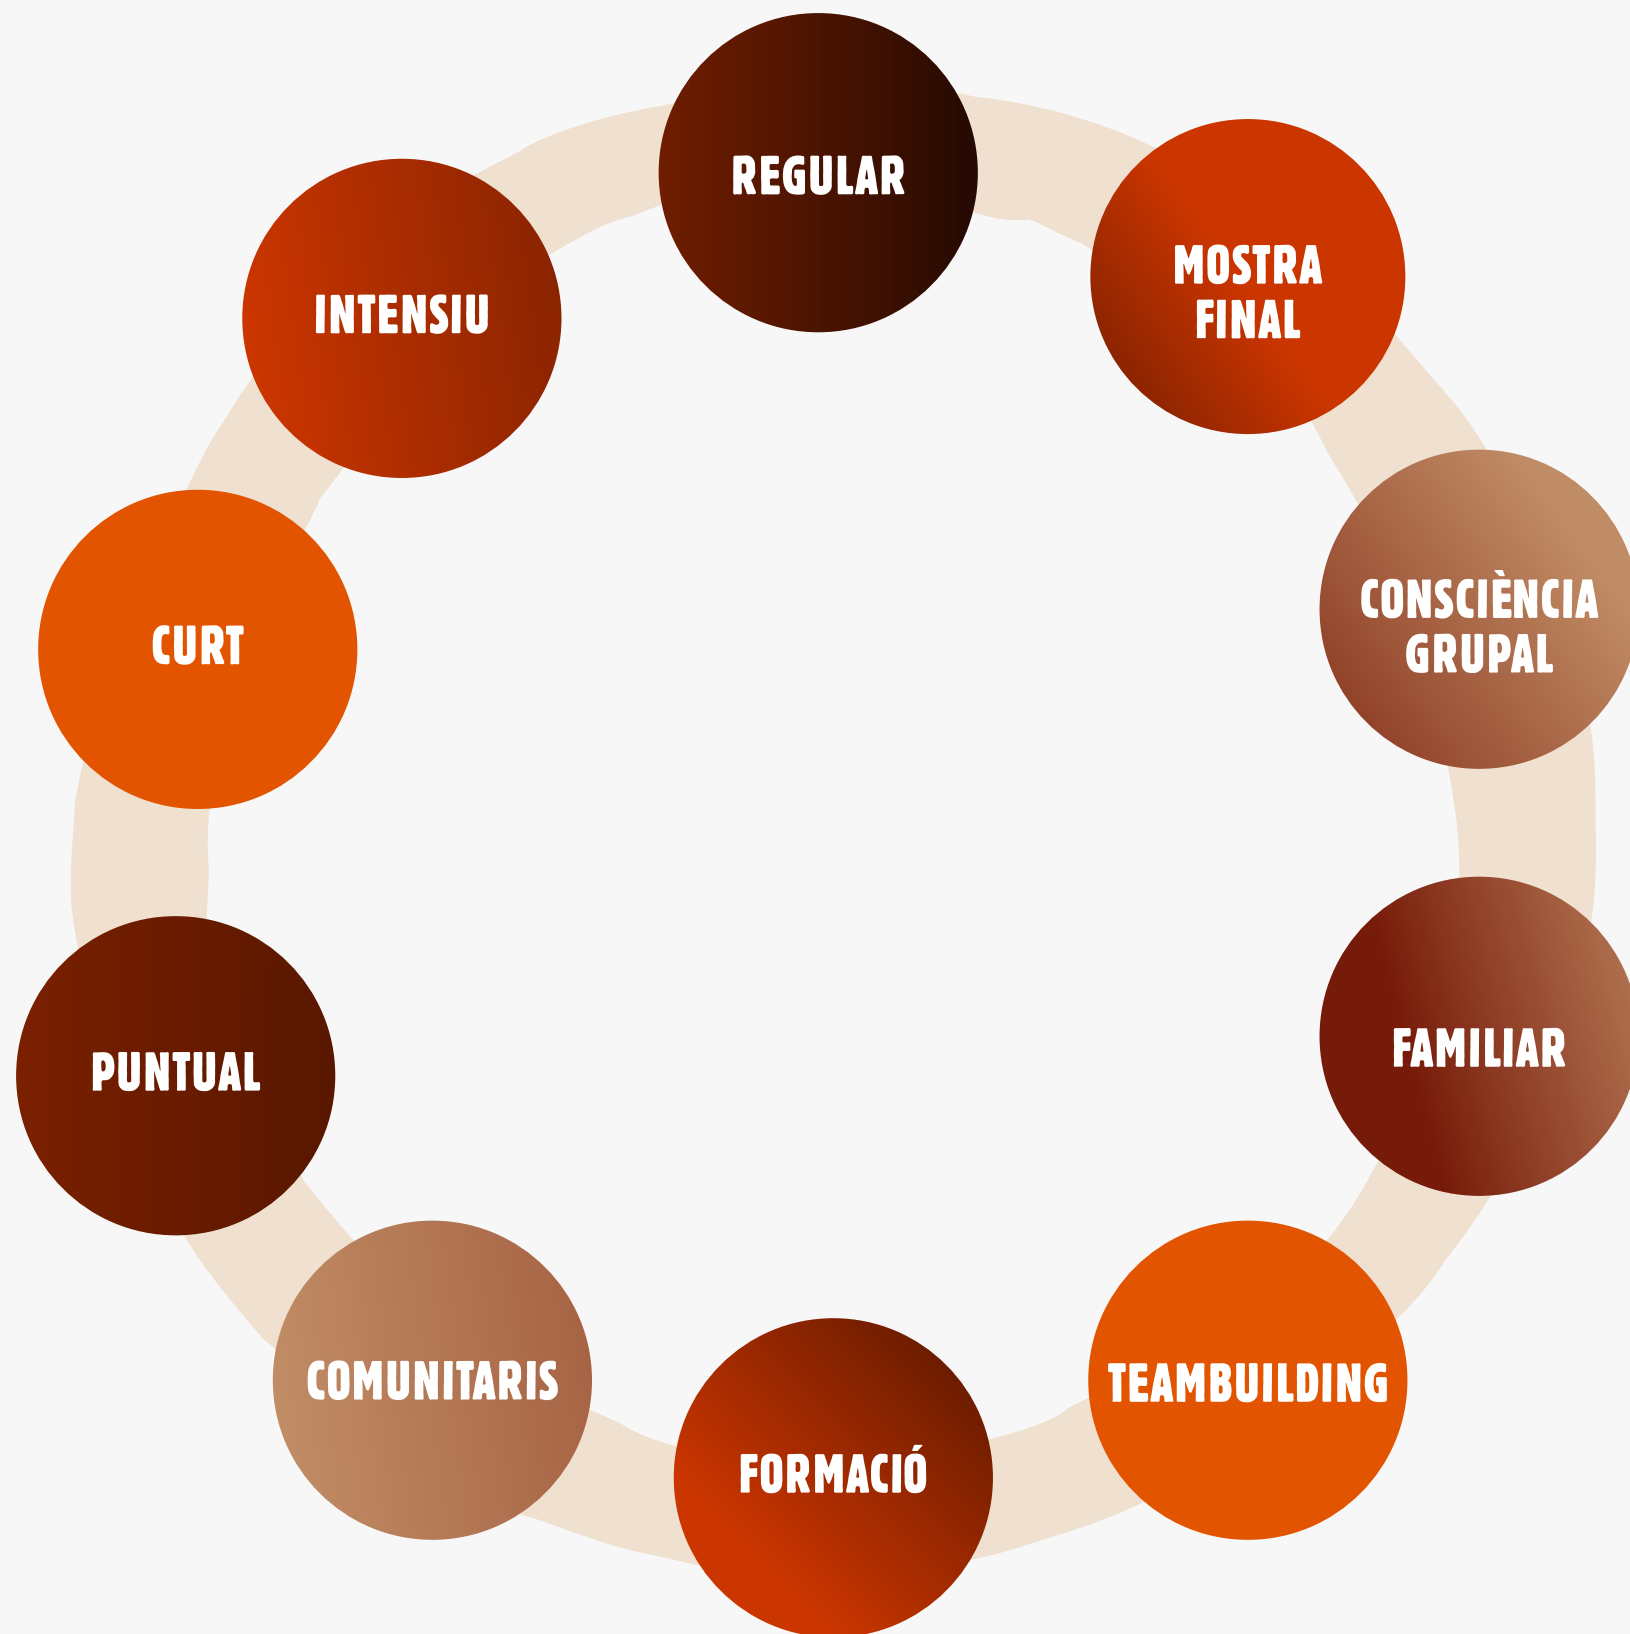 REGULAR
MOSTRA
FINAL
CONSCIÈNCIA
GRUPAL
FAMILIAR
TEAMBUILDING
FORMACIÓ
COMUNITARIS
PUNTUAL
CURT
INTENSIU